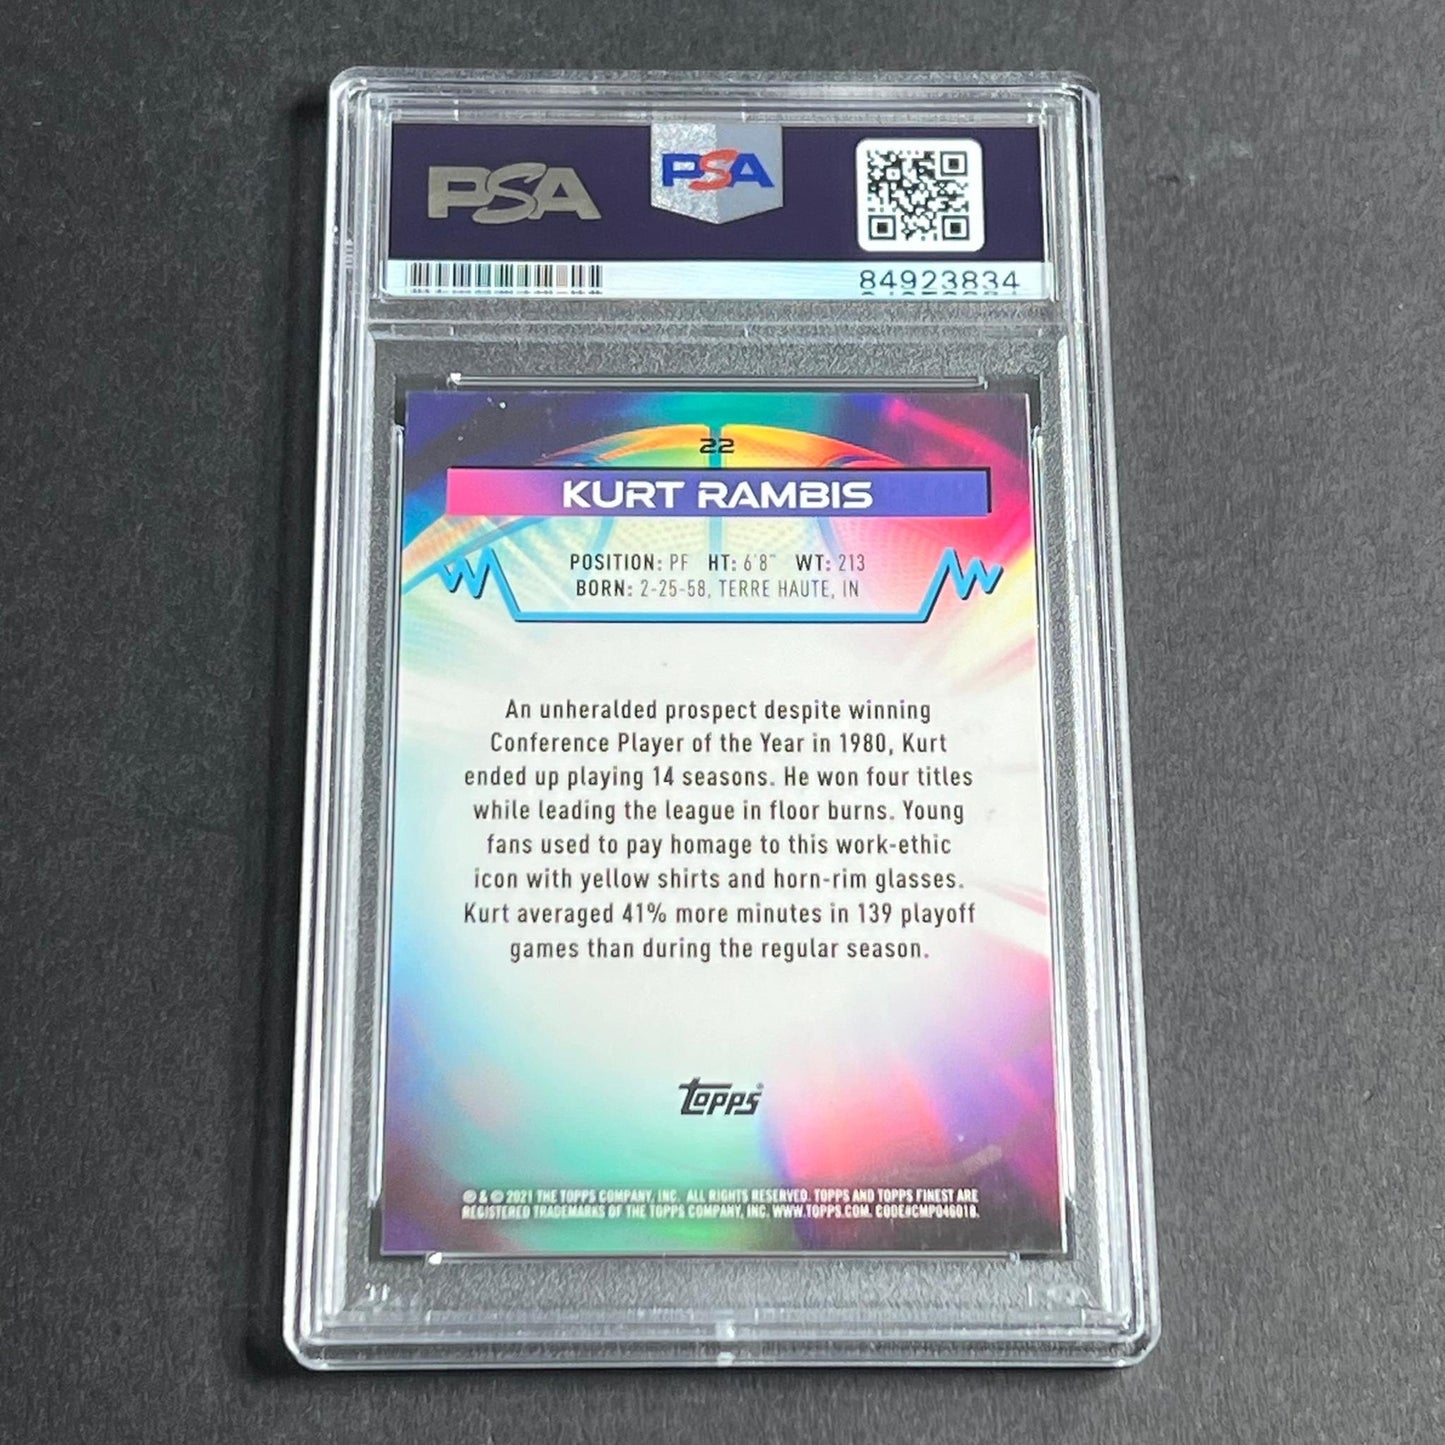 PSA
PSA
84923834
22
KURT RAMBIS
POSITION: PF HT: 6'8" WT: 213
BORN: 2-25-58, TERRE HAUTE, IN
An unheralded prospect despite winning
Conference Player of the Year in 1980, Kurt
ended up playing 14 seasons. He won four titles
while leading the league in floor burns. Young
fans used to pay homage to this work-ethic
icon with yellow shirts and horn-rim glasses.
Kurt averaged 41% more minutes in 139 playoff
games than during the regular season.
topps®
® & © 2021 THE TOPPS COMPANY, INC. ALL RIGHTS RESERVED. TOPPS AND TOPPS FINEST ARE
REGISTERED TRADEMARKS OF THE TOPPS COMPANY, INC. WWW.TOPPS.COM. CODE#CMP046018.